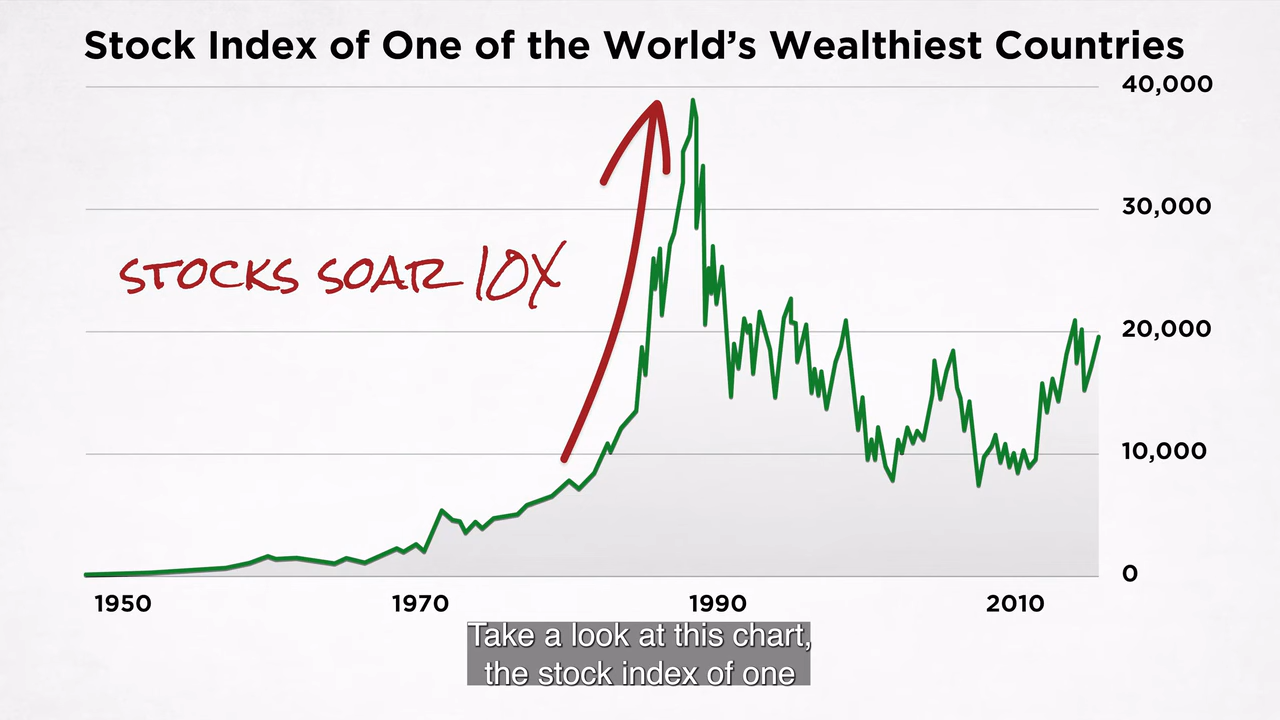 Stock Index of One of the World's Wealthiest Countries
40,000
30,000
STOCKS SOAR 10X
20,000
10,000
0
1950 1970 1990 2010
Take a look at this chart,
the stock index of one